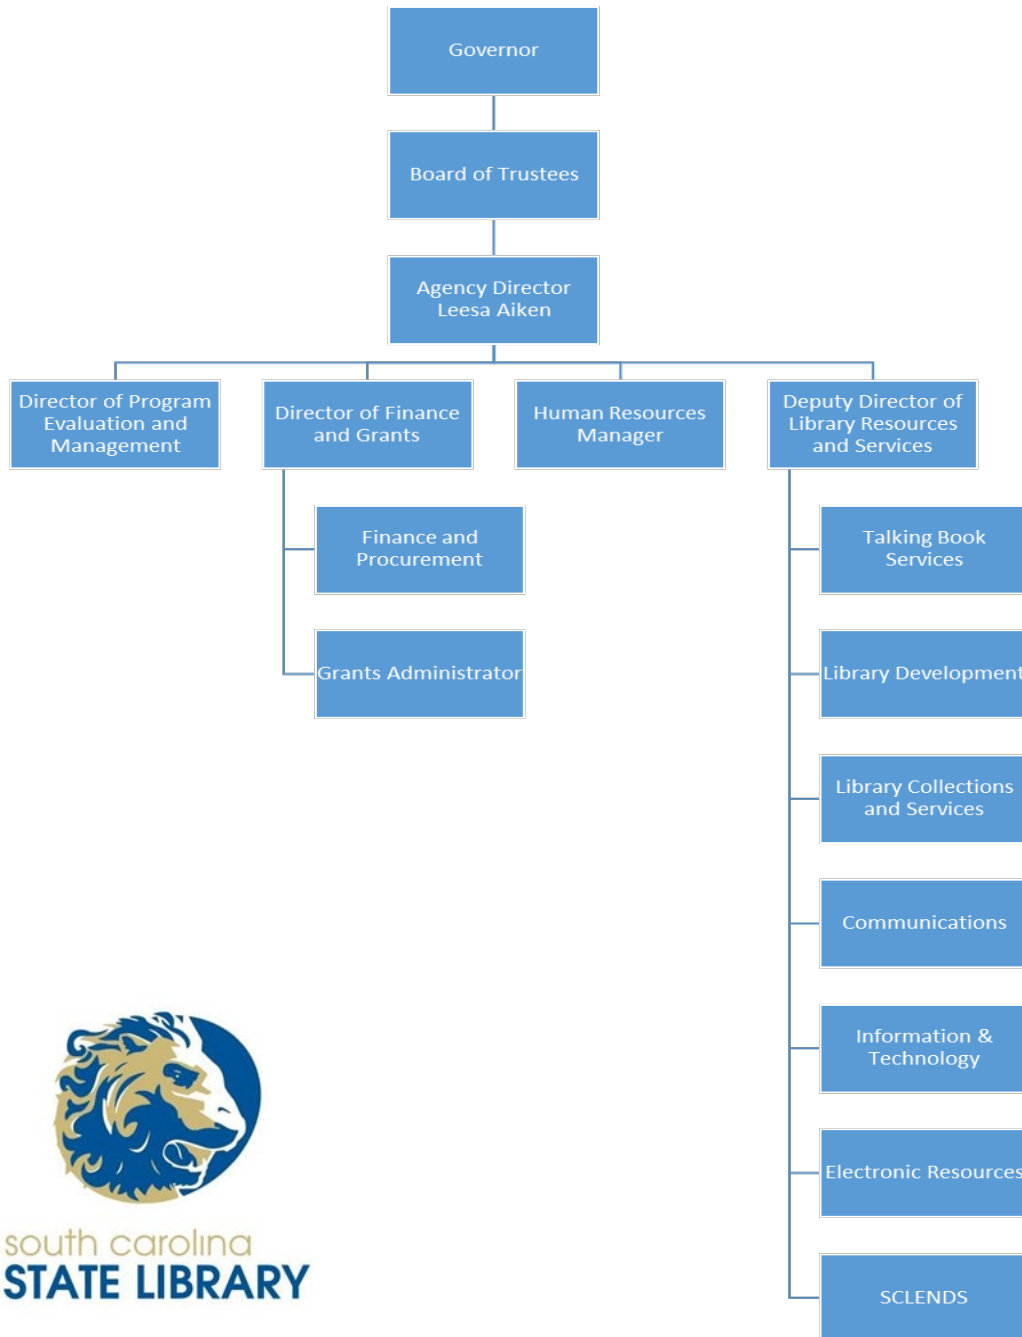 Governor
Board of Trustees
Agency Director
Leesa Aiken
Director of Program
Evaluation and
Management
Director of Finance
and Grants
Human Resources
Manager
Deputy Director of
Library Resources
and Services
Finance and
Procurement
Grants Administrator
Talking Book
Services
Library Development
Library Collections
and Services
Communications
Information &
Technology
Electronic Resources
SCLENDS
south carolina
STATE LIBRARY